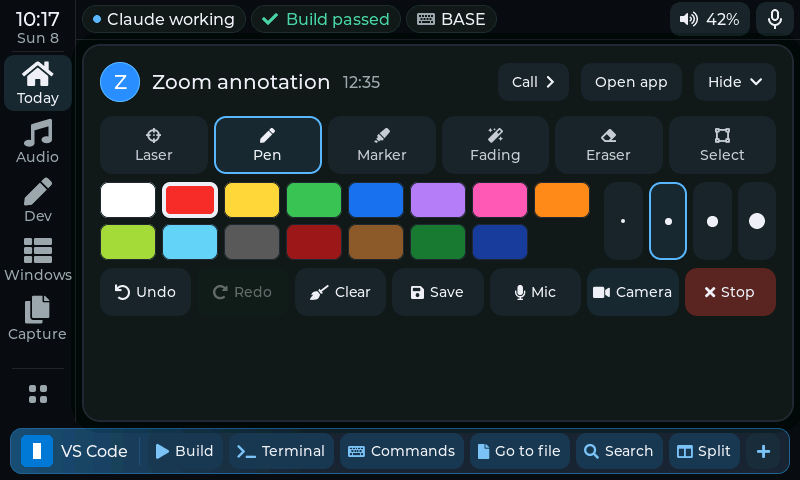 10:17
Sun 8
Claude working
Build passed
BASE
42%
Today
Audio
Dev
Windows
Capture
Z
Zoom annotation 12:35
Call
Open app
Hide
Laser
Pen
Marker
Fading
Eraser
Select
Undo
Redo
Clear
Save
Mic
Camera
Stop
VS Code
Build
Terminal
Commands
Go to file
Search
Split